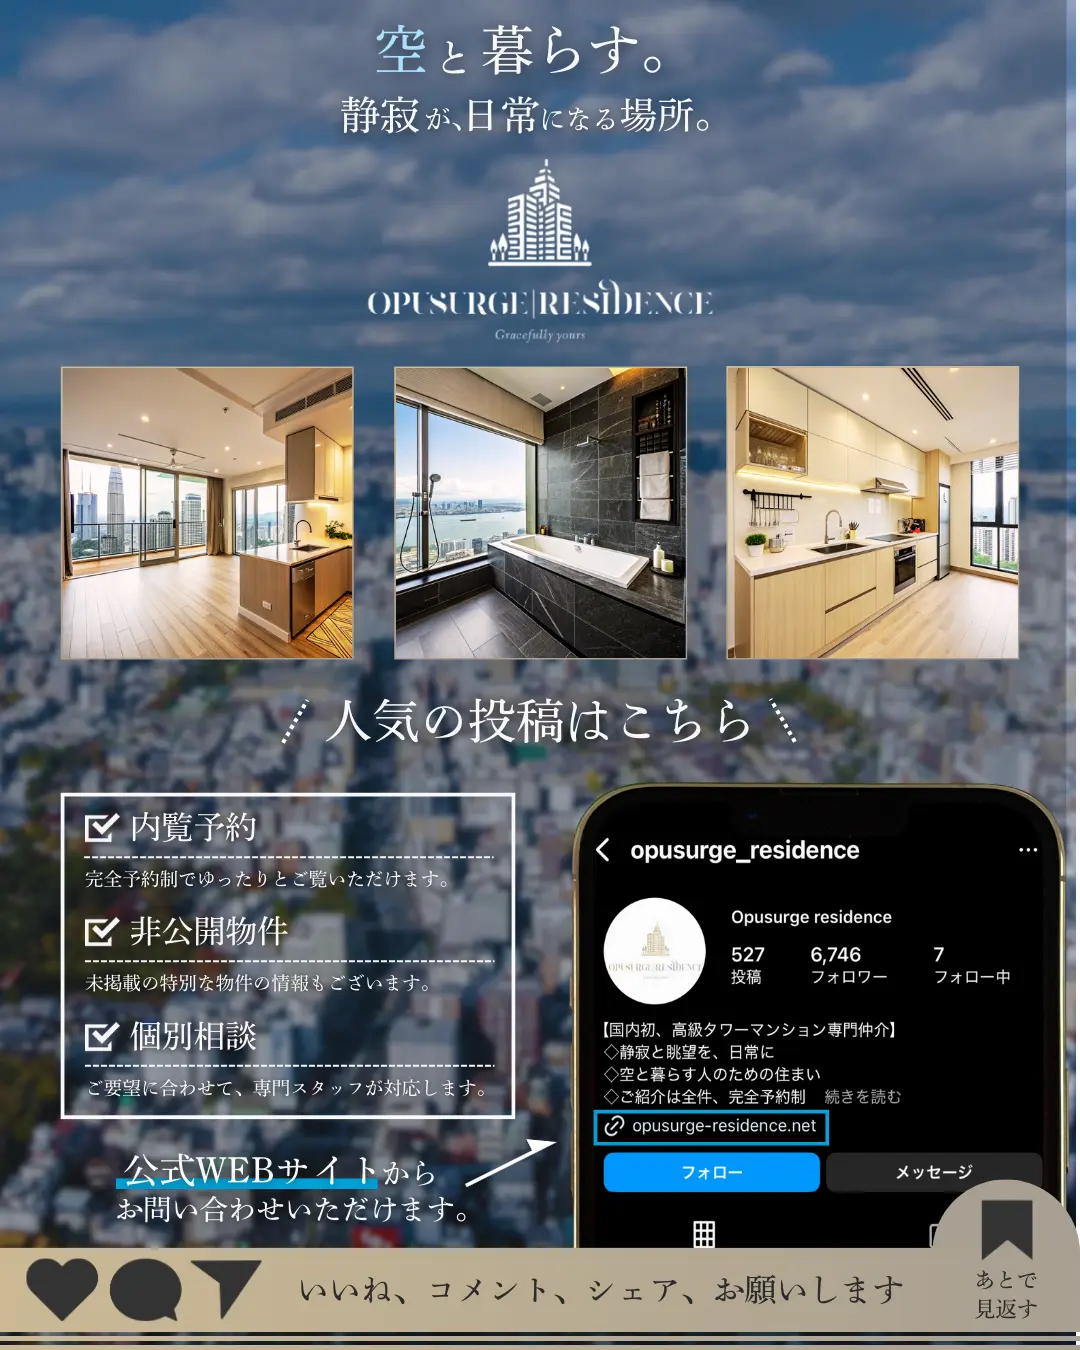 空と暮らす。
静寂が、日常になる場所。
OPUSURGE|RESIDENCE
Gracefully yours
人気の投稿はこちら
内覧予約
完全予約制でゆったりとご覧いただけます。
非公開物件
未掲載の特別な物件の情報もございます。
個別相談
ご要望に合わせて、専門スタッフが対応します。
公式WEBサイトから
お問い合わせいただけます。
opusurge_residence
OPUSURGE|RESIDENCE
Opusurge residence
527 6,746 7
投稿 フォロワー フォロー中
【国内初、高級タワーマンション専門仲介】
◇静寂と眺望を、日常に
◇空と暮らす人のための住まい
◇ご紹介は全件、完全予約制 続きを読む
opusurge-residence.net
フォロー メッセージ
いいね、コメント、シェア、お願いします
あとで
見返す